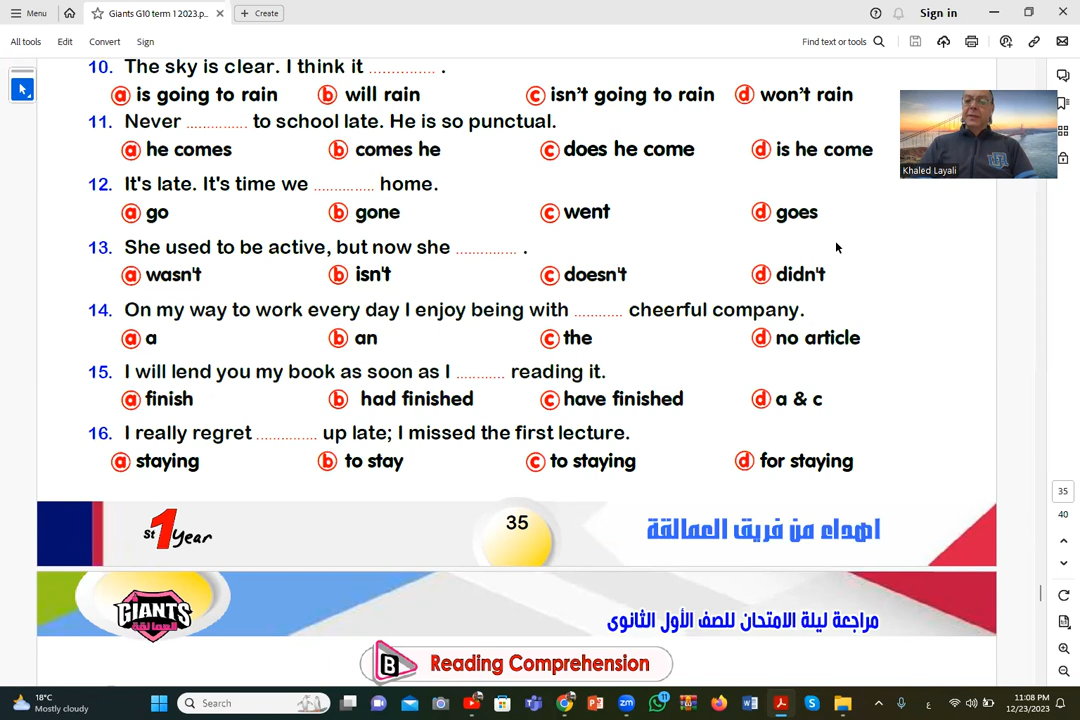 Menu
Giants G10 term 1 2023.p...
Create
Sign in
All tools Edit Convert Sign
Find text or tools
10. The sky is clear. I think it .............. .
a is going to rain b will rain c isn't going to rain d won't rain
11. Never .............. to school late. He is so punctual.
a he comes b comes he c does he come d is he come
12. It's late. It's time we .............. home.
a go b gone c went d goes
13. She used to be active, but now she .............. .
a wasn't b isn't c doesn't d didn't
14. On my way to work every day I enjoy being with ........... cheerful company.
a a b an c the d no article
15. I will lend you my book as soon as I ........... reading it.
a finish b had finished c have finished d a & c
16. I really regret .............. up late; I missed the first lecture.
a staying b to stay c to staying d for staying
Khaled Layali
35
40
St 1 Year
35
اهداء من فريق العمالقة
GIANTS
العمالقة
مراجعة ليلة الامتحان للصف الأول الثانوى
B Reading Comprehension
18°C
Mostly cloudy
Search
11
ع
11:08 PM
12/23/2023